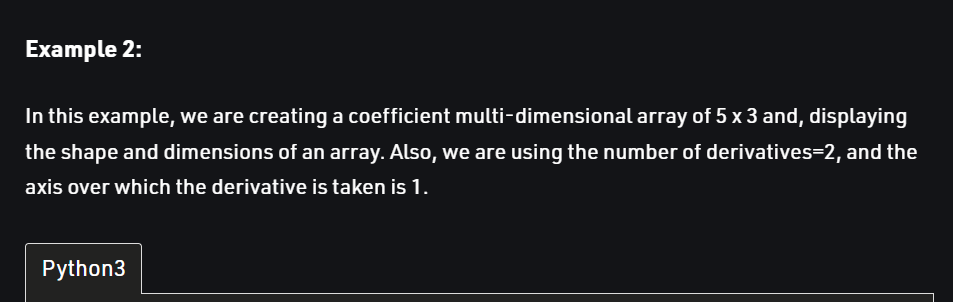 Example 2:
In this example, we are creating a coefficient multi-dimensional array of 5 x 3 and, displaying
the shape and dimensions of an array. Also, we are using the number of derivatives=2, and the
axis over which the derivative is taken is 1.
Python3